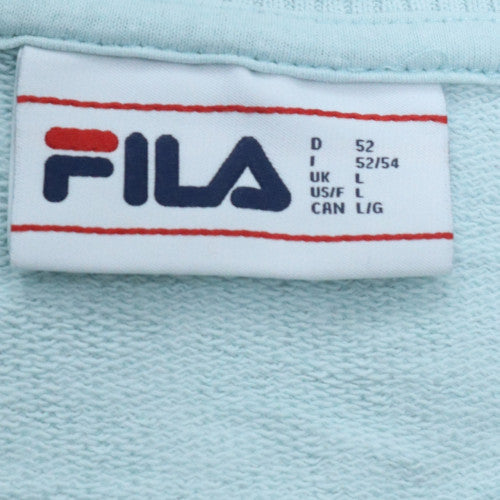 FILA
D 52
I 52/54
UK L
US/F L
CAN L/G